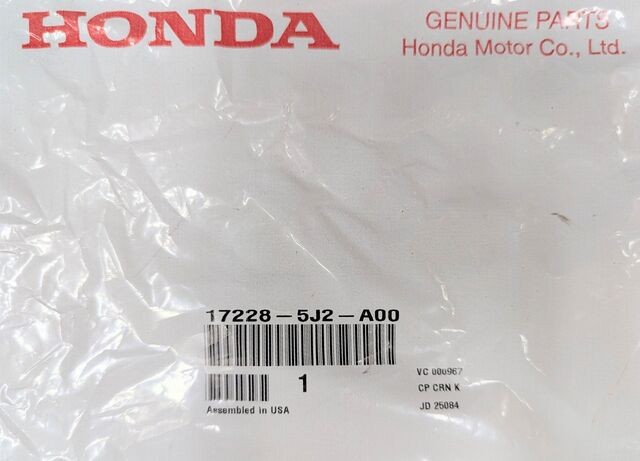 HONDA
GENUINE PARTS
Honda Motor Co., Ltd.
17228-5J2-A00
1
Assembled in USA
VC 000967
CP CRN K
JD 25084